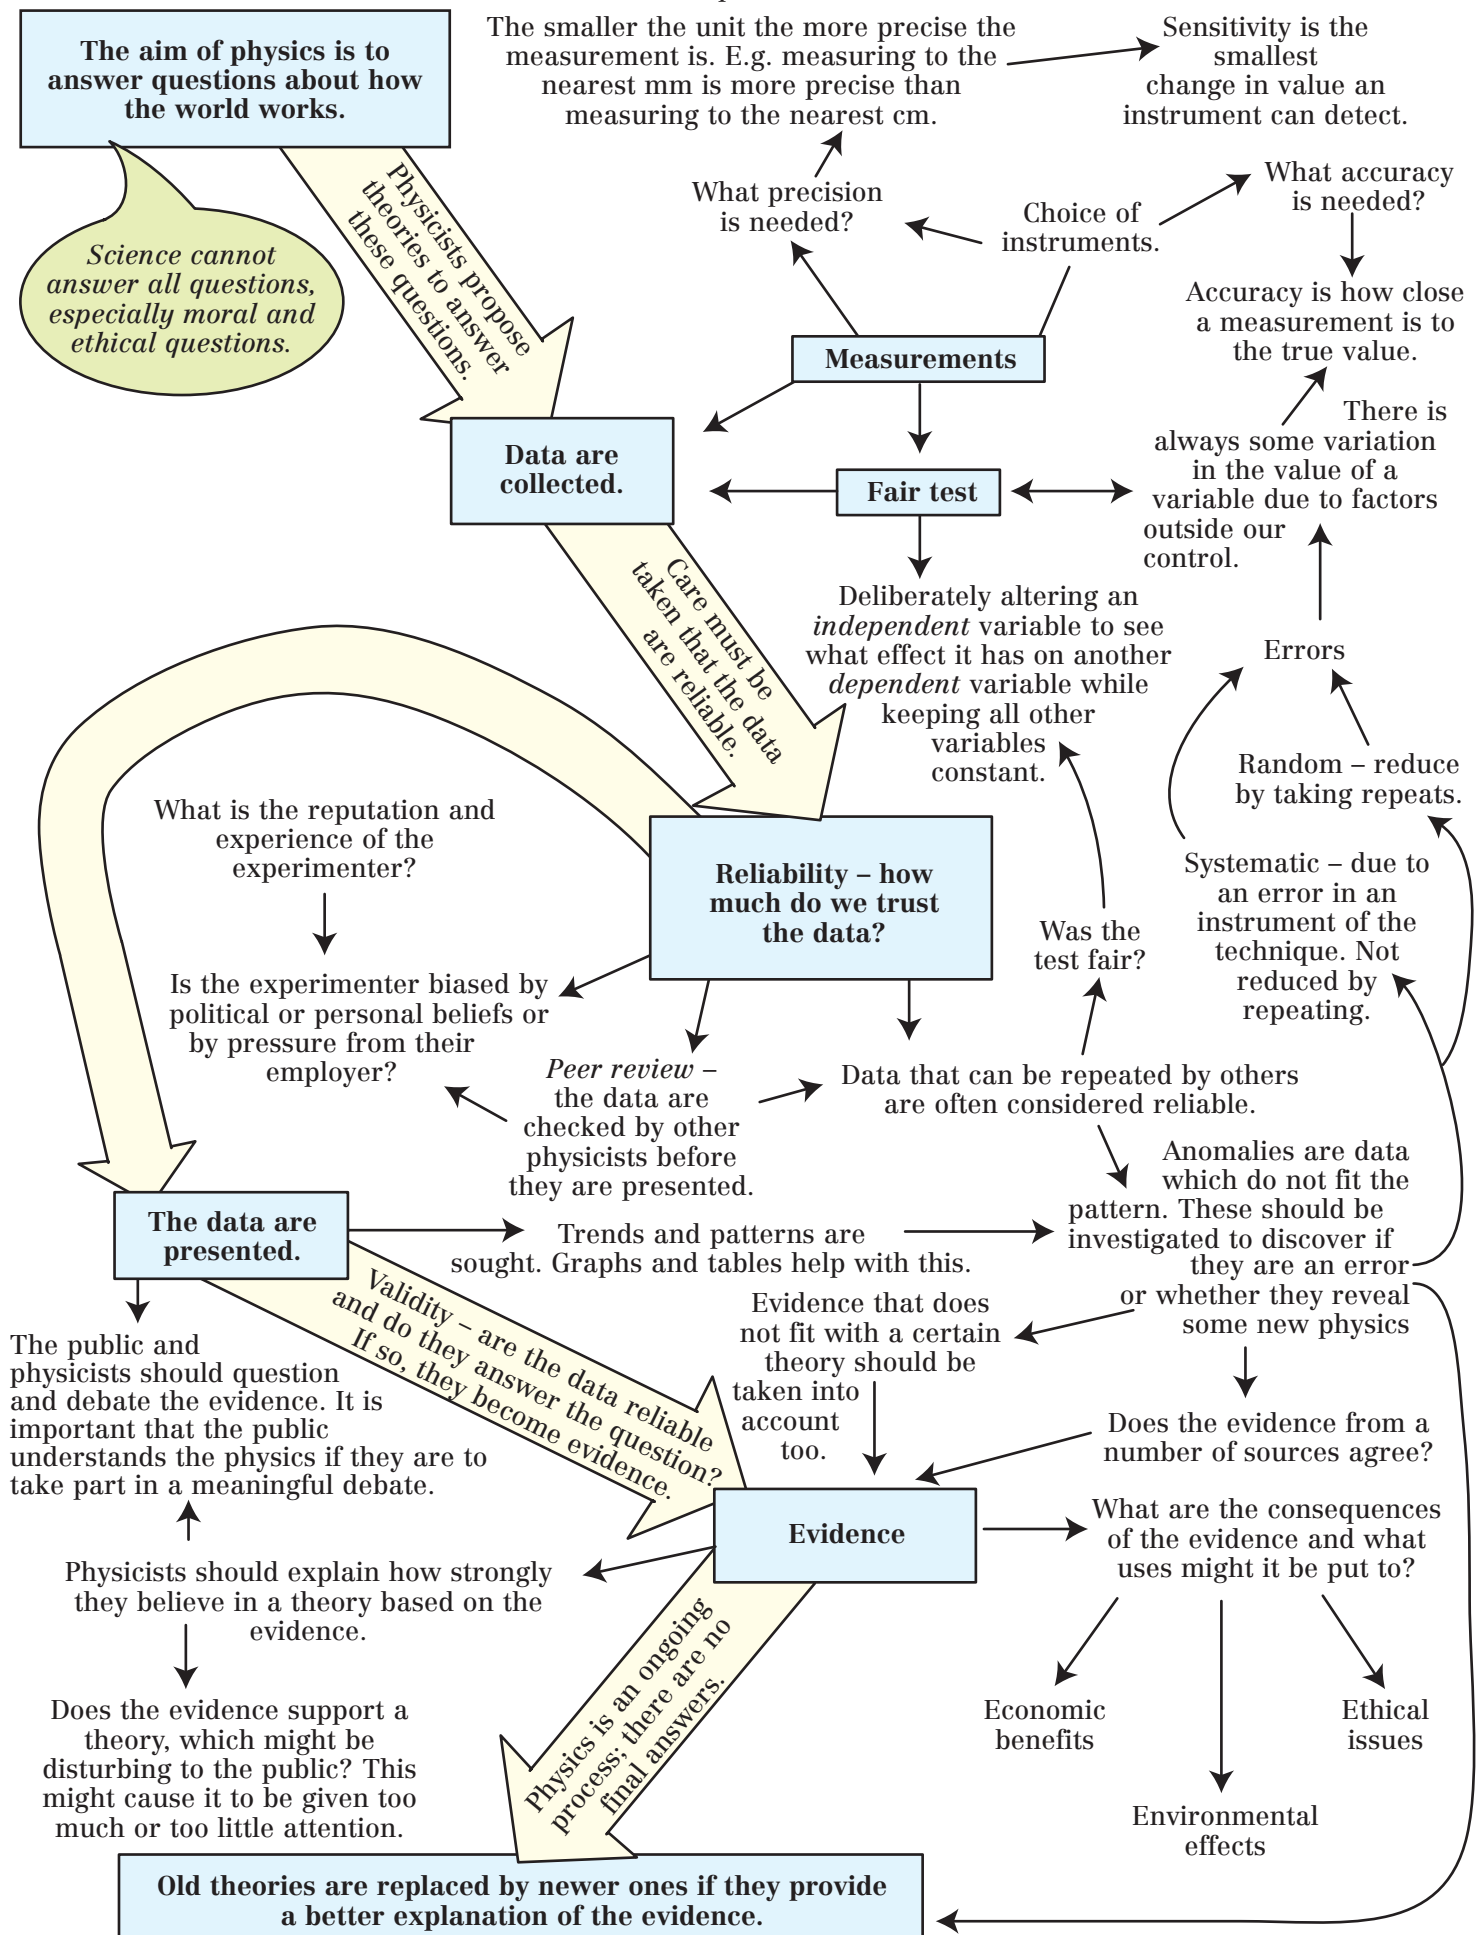 The aim of physics is to
answer questions about how
the world works.
Science cannot
answer all questions,
especially moral and
ethical questions.
Physicists propose
theories to answer
these questions.
The smaller the unit the more precise the
measurement is. E.g. measuring to the
nearest mm is more precise than
measuring to the nearest cm.
Sensitivity is the
smallest
change in value an
instrument can detect.
What precision
is needed?
Choice of
instruments.
What accuracy
is needed?
Accuracy is how close
a measurement is to
the true value.
Measurements
Data are
collected.
Fair test
There is
always some variation
in the value of a
variable due to factors
outside our
control.
Care must be
taken that the data
are reliable.
Deliberately altering an
independent variable to see
what effect it has on another
dependent variable while
keeping all other
variables
constant.
Errors
Random – reduce
by taking repeats.
Systematic – due to
an error in an
instrument of the
technique. Not
reduced by
repeating.
What is the reputation and
experience of the
experimenter?
Reliability – how
much do we trust
the data?
Was the
test fair?
Is the experimenter biased by
political or personal beliefs or
by pressure from their
employer?
Peer review –
the data are
checked by other
physicists before
they are presented.
Data that can be repeated by others
are often considered reliable.
Anomalies are data
which do not fit the
pattern. These should be
investigated to discover if
they are an error
or whether they reveal
some new physics
The data are
presented.
Trends and patterns are
sought. Graphs and tables help with this.
Validity – are the data reliable
and do they answer the question?
If so, they become evidence.
Evidence that does
not fit with a certain
theory should be
taken into
account
too.
The public and
physicists should question
and debate the evidence. It is
important that the public
understands the physics if they are to
take part in a meaningful debate.
Does the evidence from a
number of sources agree?
Evidence
What are the consequences
of the evidence and what
uses might it be put to?
Physicists should explain how strongly
they believe in a theory based on the
evidence.
Physics is an ongoing
process; there are no
final answers.
Economic
benefits
Ethical
issues
Environmental
effects
Does the evidence support a
theory, which might be
disturbing to the public? This
might cause it to be given too
much or too little attention.
Old theories are replaced by newer ones if they provide
a better explanation of the evidence.